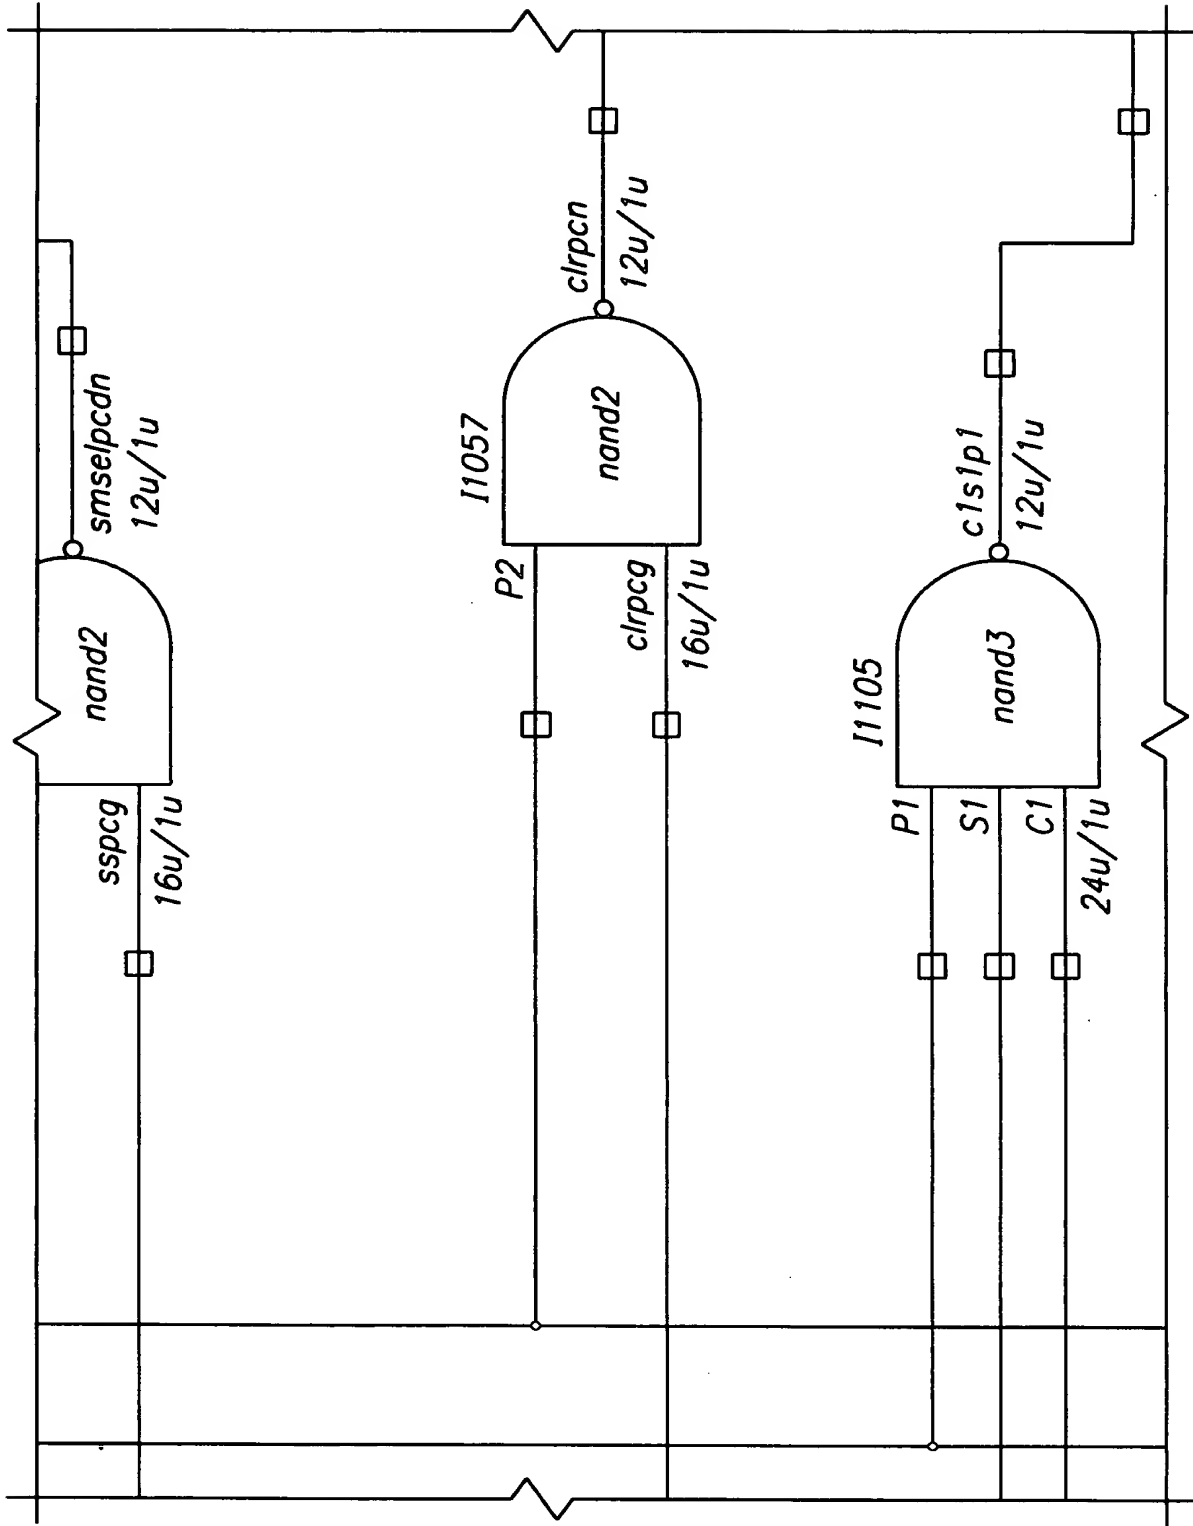 smselpcdn
12u/1u
nand2
sspcg
16u/1u
clrpcn
12u/1u
I1057
nand2
P2
clrpcg
16u/1u
c1s1p1
12u/1u
I1105
nand3
P1
S1
C1
24u/1u